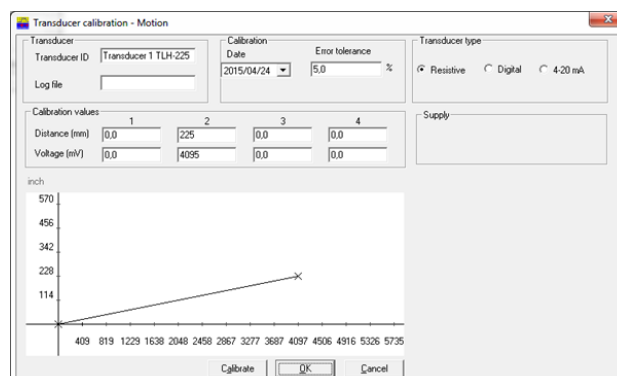 Transducer calibration - Motion
Transducer
Transducer ID Transducer 1 TLH-225
Log file
Calibration
Date Error tolerance
2015/04/24 5,0 %
Transducer type
Resistive Digital 4-20 mA
Calibration values
1 2 3 4
Distance (mm) 0,0 225 0,0 0,0
Voltage (mV) 0,0 4095 0,0 0,0
Supply
inch
570
456
342
228
114
409 819 1229 1638 2048 2458 2867 3277 3687 4097 4506 4916 5326 5735
Calibrate OK Cancel